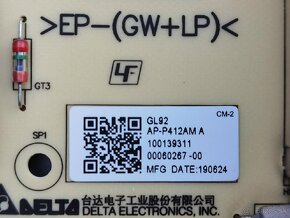 >EP-(GW+LP)<
LF
GT3
CM-2
GL92
AP-P412AM A
100139311
00060267 -00
MFG DATE:190624
SP1
DELTA
台达电子工业股份有限公司
DELTA ELECTRONICS, INC.